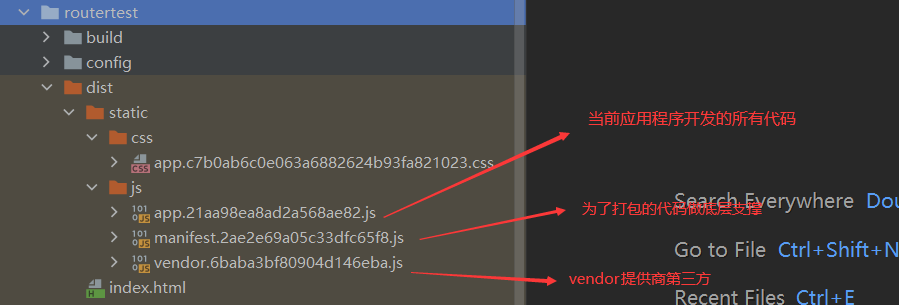 routertest
build
config
dist
static
css
app.c7b0ab6c0e063a6882624b93fa821023.css
js
app.21aa98ea8ad2a568ae82.js
manifest.2ae2e69a05c33dfc65f8.js
vendor.6baba3bf80904d146eba.js
index.html
当前应用程序开发的所有代码
Search Everywhere Dou
为了打包的代码做底层支撑
Go to File Ctrl+Shift+N
vendor提供商第三方
Recent Files Ctrl+E